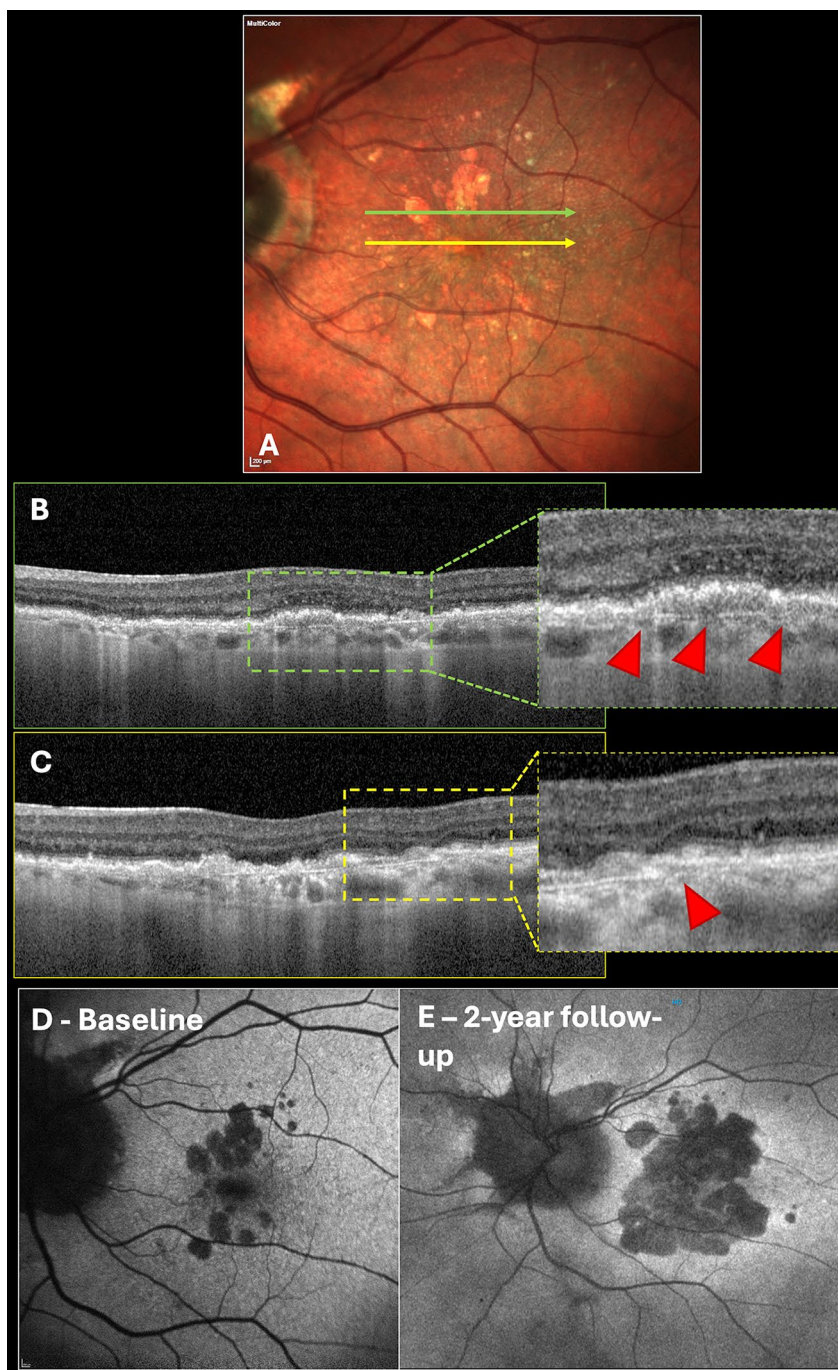 MultiColor
A
200 µm
B
C
D - Baseline
E – 2-year follow-
up